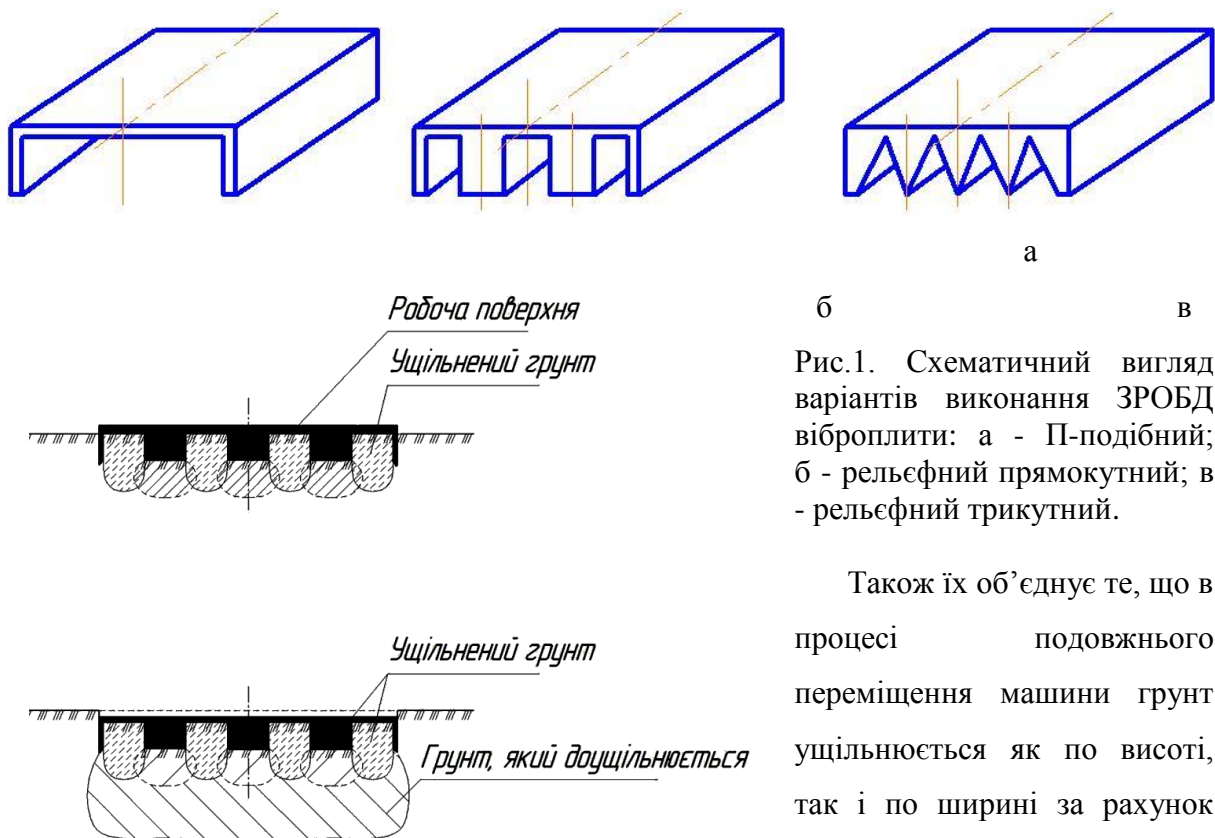 а
б в
Робоча поверхня
Ущільнений грунт
Рис.1. Схематичний вигляд
варіантів виконання ЗРОБД
віброплити: а - П-подібний;
б - рельєфний прямокутний; в
- рельєфний трикутний.
Ущільнений грунт
Грунт, який доущільнюється
Також їх об’єднує те, що в
процесі подовжнього
переміщення машини грунт
ущільнюється як по висоті,
так і по ширині за рахунок